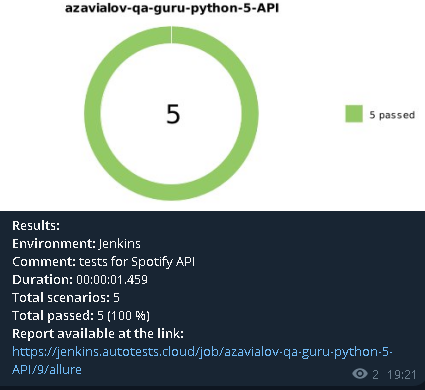 azavialov-qa-guru-python-5-API
5
5 passed
Results:
Environment: Jenkins
Comment: tests for Spotify API
Duration: 00:00:01.459
Total scenarios: 5
Total passed: 5 (100 %)
Report available at the link:
https://jenkins.autotests.cloud/job/azavialov-qa-guru-python-5-
API/9/allure
2 19:21